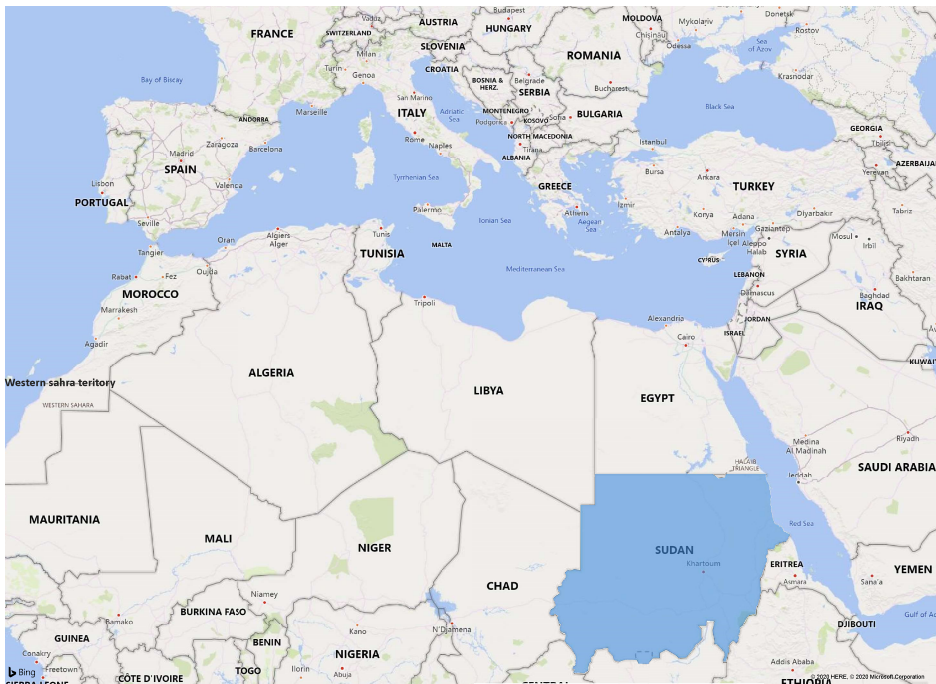 FRANCE
Vaduz
AUSTRIA
Budapest
HUNGARY
MOLDOVA
Chișinău
Mykolaiv
Donetsk
SWITZERLAND
SLOVENIA
Odessa
Sea
of Azov
Rostov
Milan
Turin
Genoa
CROATIA
ROMANIA
Krasnodar
Bay of Biscay
BOSNIA &
HERZ.
Belgrade
SERBIA
Bucharest
San Marino
Marseille
ANDORRA
ITALY
Adriatic
Sea
MONTENEGRO
Podgorica
KOSOVO
Sofia
BULGARIA
Black Sea
Rome
Naples
NORTH MACEDONIA
Tirana
ALBANIA
Istanbul
GEORGIA
Tbilisi
Zaragoza
Barcelona
Madrid
SPAIN
Valencia
Tyrrhenian Sea
Bursa
Ankara
TURKEY
Yerevan
AZERBAIJA
Lisbon
PORTUGAL
GREECE
Athens
Aegean
Sea
Izmir
Tabriz
Seville
Palermo
Ionian Sea
Konya
Adana
Diyarbakir
Antalya
Mersin
İçel
Gaziantep
Aleppo
Halab
Mosul
Irbil
Tangier
Oran
Algiers
Alger
Tunis
TUNISIA
MALTA
CYPRUS
SYRIA
Rabat
Fez
Oujda
Mediterranean Sea
LEBANON
Damascus
Bakhtaran
MOROCCO
Marrakesh
Tripoli
Baghdad
IRAQ
Agadir
Alexandria
Cairo
ISRAEL
JORDAN
KUWAIT
Western sahra teritory
WESTERN SAHARA
ALGERIA
LIBYA
EGYPT
Medina
Al Madinah
Riyadh
HALAIB
TRIANGLE
Jeddah
SAUDI ARABIA
MAURITANIA
MALI
NIGER
SUDAN
Khartoum
Red Sea
CHAD
ERITREA
Asmara
YEMEN
Sana'a
Niamey
BURKINA FASO
Bamako
N'Djamena
Gulf of Ad
DJIBOUTI
GUINEA
Conakry
Freetown
BENIN
Kano
NIGERIA
Ilorin
Abuja
TOGO
CÔTE D'IVOIRE
Addis Ababa
Bing
© 2020 HERE, © 2020 Microsoft Corporation